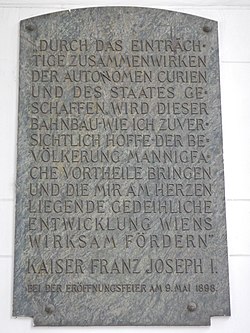 „DURCH DAS EINTRÄCH-
TIGE ZUSAMMENWIRKEN
DER AUTONOMEN CURIEN
UND DES STAATES GE-
SCHAFFEN, WIRD DIESER
BAHNBAU·WIE ICH ZUVER-
SICHTLICH HOFFE·DER BE-
VÖLKERUNG MANNIGFA-
CHE VORTHEILE BRINGEN
UND DIE MIR AM HERZEN
LIEGENDE GEDEIHLICHE
ENTWICKLUNG WIENS
WIRKSAM FÖRDERN”
KAISER FRANZ JOSEPH I.
BEI DER ERÖFFNUNGSFEIER AM 9. MAI 1898.